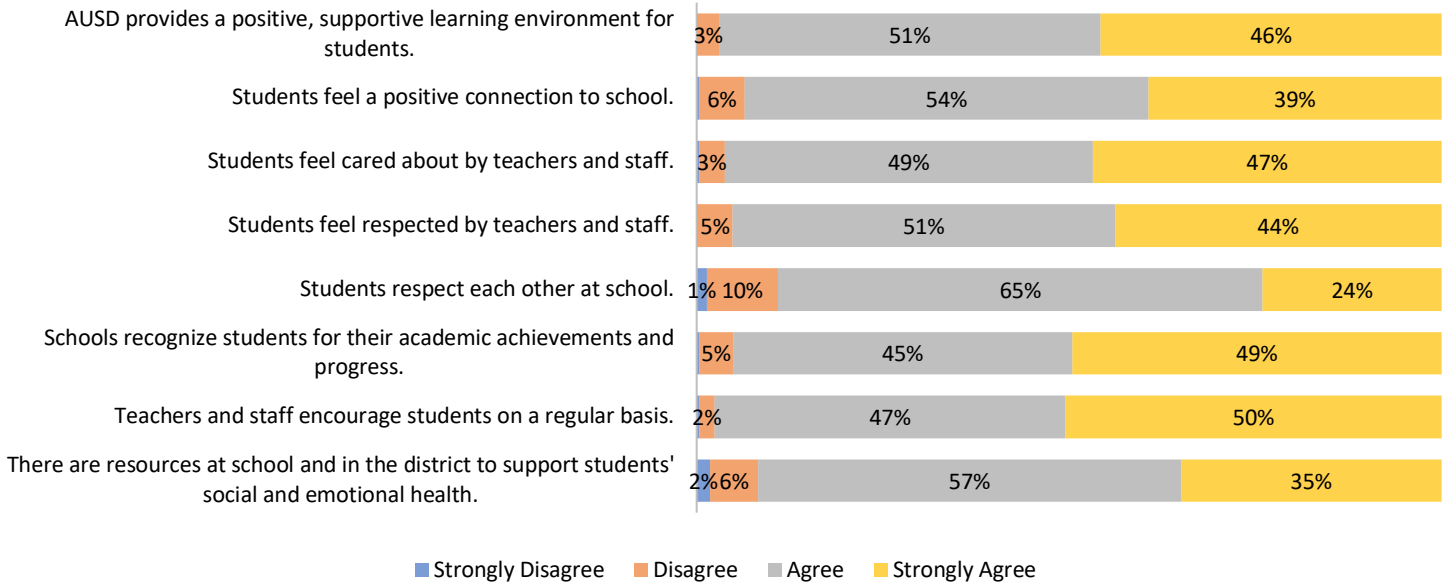 AUSD provides a positive, supportive learning environment for
students.
3% 51% 46%
Students feel a positive connection to school.
6% 54% 39%
Students feel cared about by teachers and staff.
3% 49% 47%
Students feel respected by teachers and staff.
5% 51% 44%
Students respect each other at school.
1% 10% 65% 24%
Schools recognize students for their academic achievements and
progress.
5% 45% 49%
Teachers and staff encourage students on a regular basis.
2% 47% 50%
There are resources at school and in the district to support students'
social and emotional health.
2% 6% 57% 35%
Strongly Disagree Disagree Agree Strongly Agree